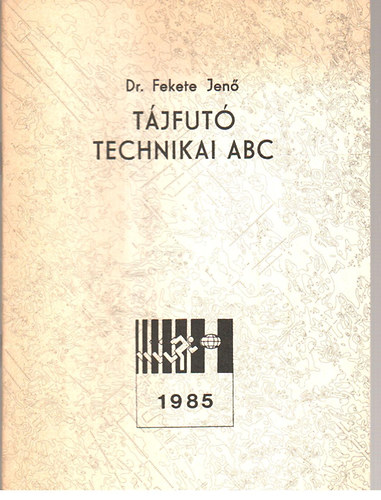 Dr. Fekete Jenő
TÁJFUTÓ
TECHNIKAI ABC
1985